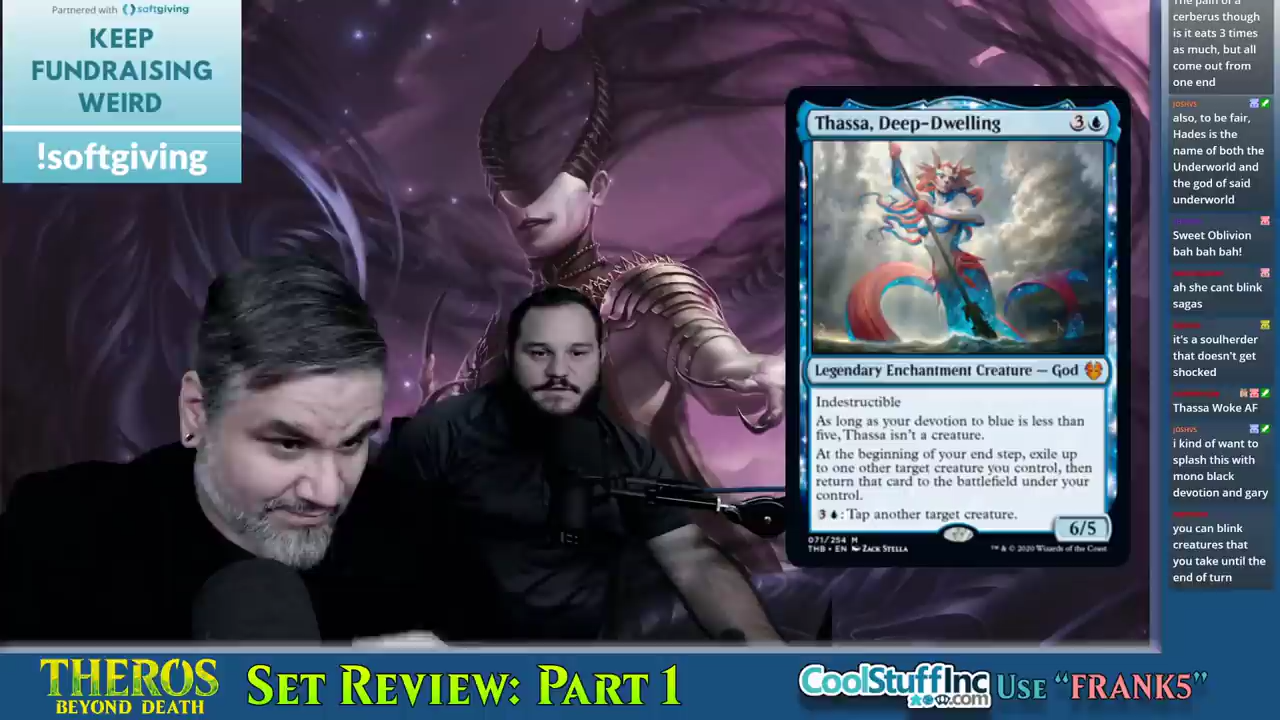 Partned with softgiving
KEEP
FUNDRAISING
WEIRD
!softgiving
Thassa, Deep-Dwelling
3
Legendary Enchantment Creature — God
Indestructible
As long as your devotion to blue is less than
five, Thassa isn't a creature.
At the beginning of your end step, exile up
to one other target creature you control, then
return that card to the battlefield under your
control.
3 : Tap another target creature.
6/5
071/254 M
THB • EN Zack Stella
™ & © 2020 Wizards of the Coast
The pain of a
cerberus though
is it eats 3 times
as much, but all
come out from
one end
also, to be fair,
Hades is the
name of both the
Underworld and
the god of said
underworld
Sweet Oblivion
bah bah bah!
ah she cant blink
sagas
it's a soulherder
that doesn't get
shocked
Thassa Woke AF
i kind of want to
splash this with
mono black
devotion and gary
you can blink
creatures that
you take until the
end of turn
THEROS
BEYOND DEATH
Set Review: Part 1
CoolStuffInc
.com
Use “FRANK5”